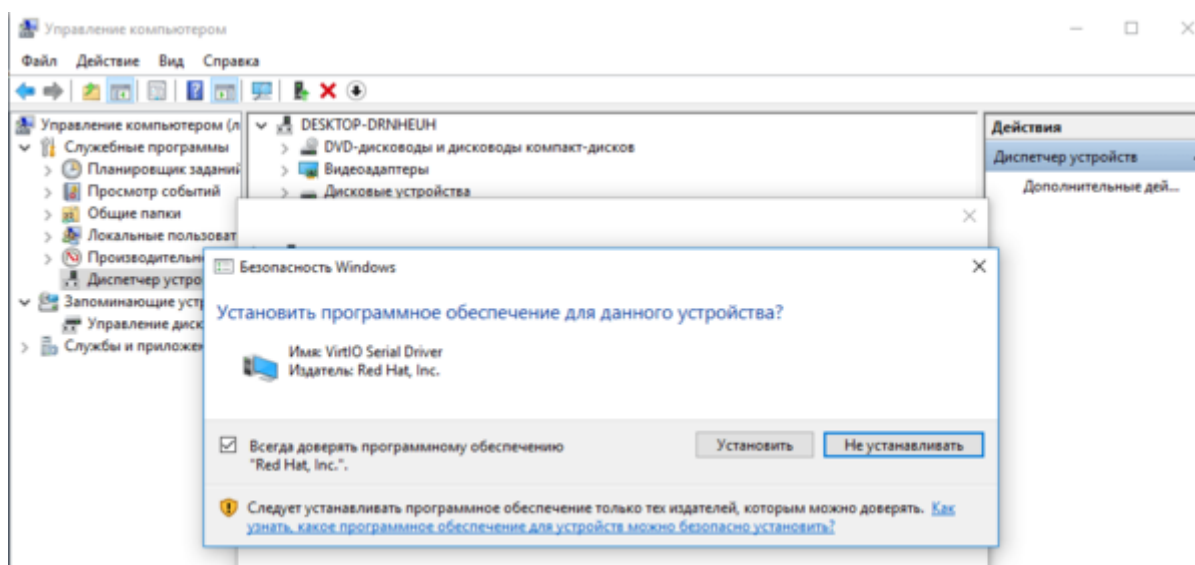 Управление компьютером
Файл Действие Вид Справка
Управление компьютером (л
Служебные программы
Планировщик заданий
Просмотр событий
Общие папки
Локальные пользоват
Производительн
Диспетчер устро
Запоминающие устр
Управление диск
Службы и приложен
DESKTOP-DRNHEUH
DVD-дисководы и дисководы компакт-дисков
Видеоадаптеры
Дисковые устройства
Действия
Диспетчер устройств
Дополнительные дей...
Безопасность Windows
Установить программное обеспечение для данного устройства?
Имя: VirtIO Serial Driver
Издатель: Red Hat, Inc.
Всегда доверять программному обеспечению
"Red Hat, Inc.".
Установить
Не устанавливать
Следует устанавливать программное обеспечение только тех издателей, которым можно доверять. Как
узнать, какое программное обеспечение для устройств можно безопасно установить?